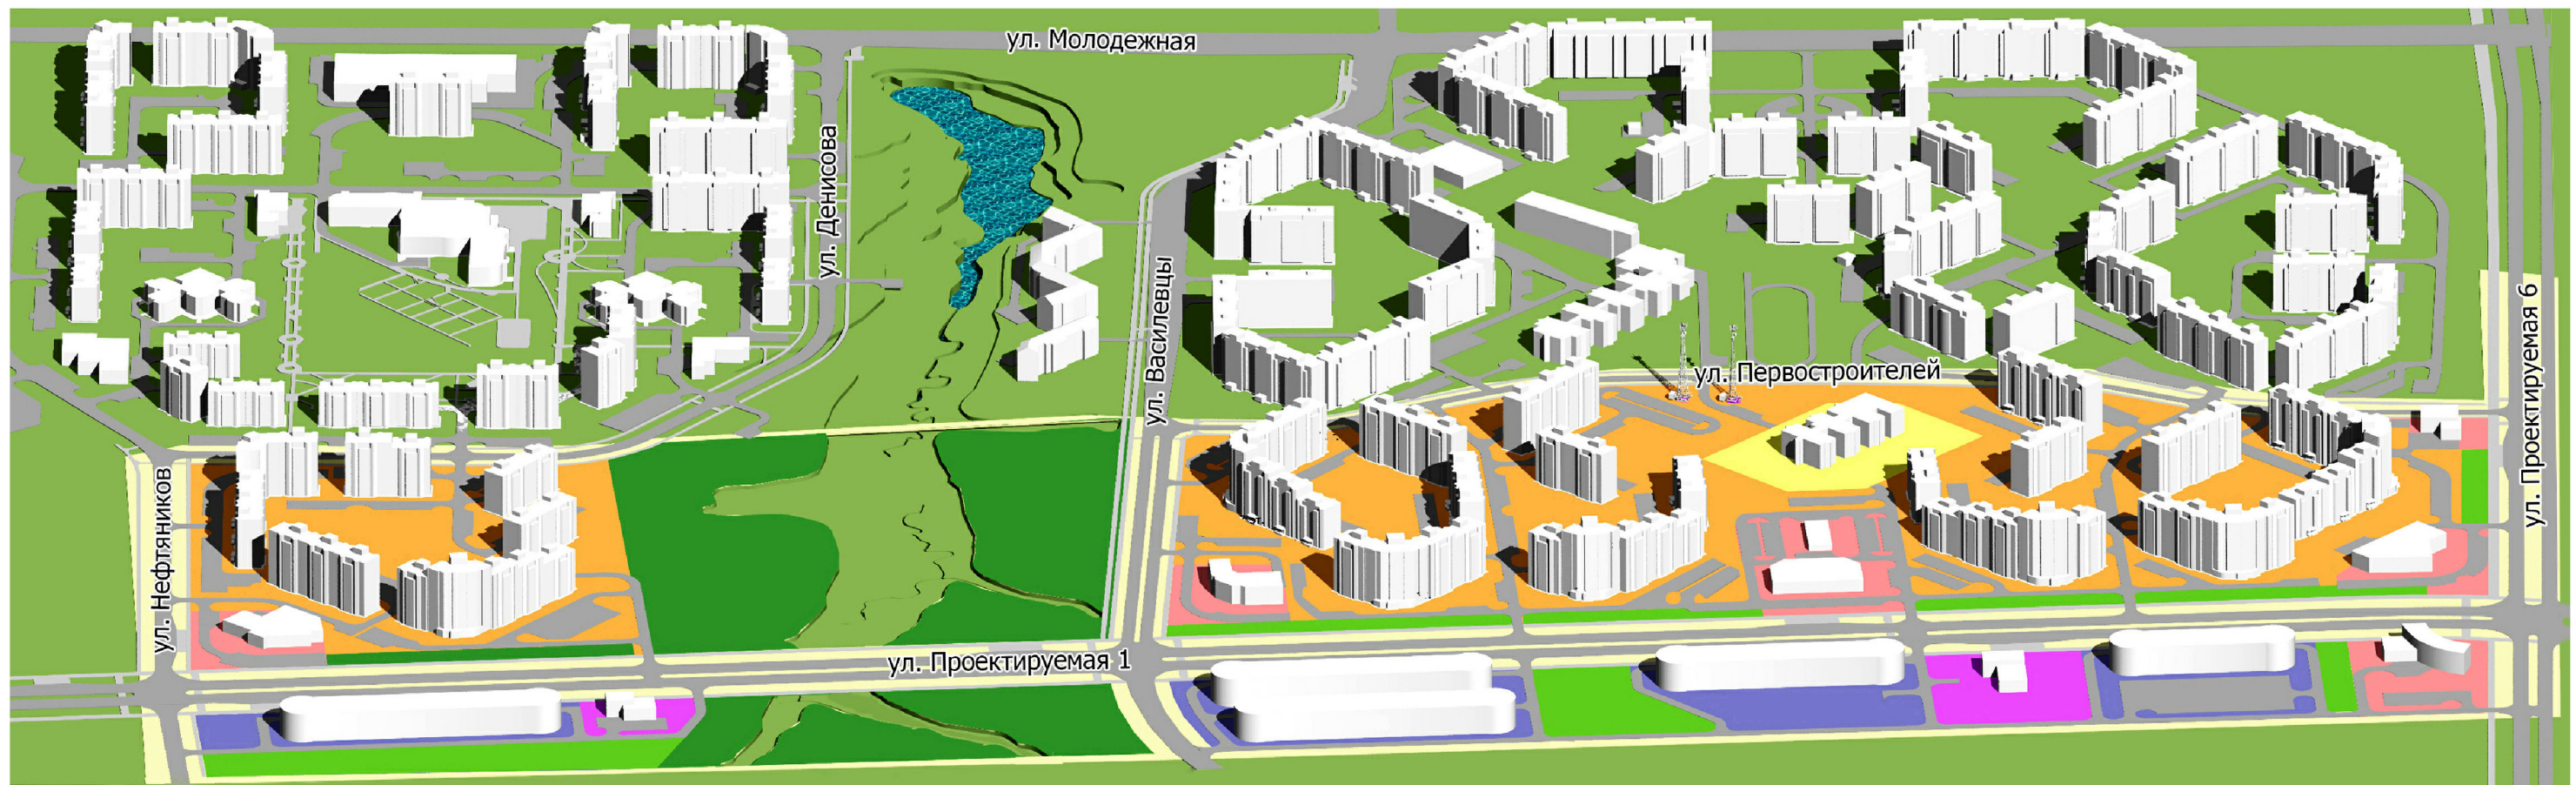 ул. Молодежная
ул. Денисова
ул. Василевцы
ул. Первостроителей
ул. Проектируемая 6
ул. Нефтяников
ул. Проектируемая 1